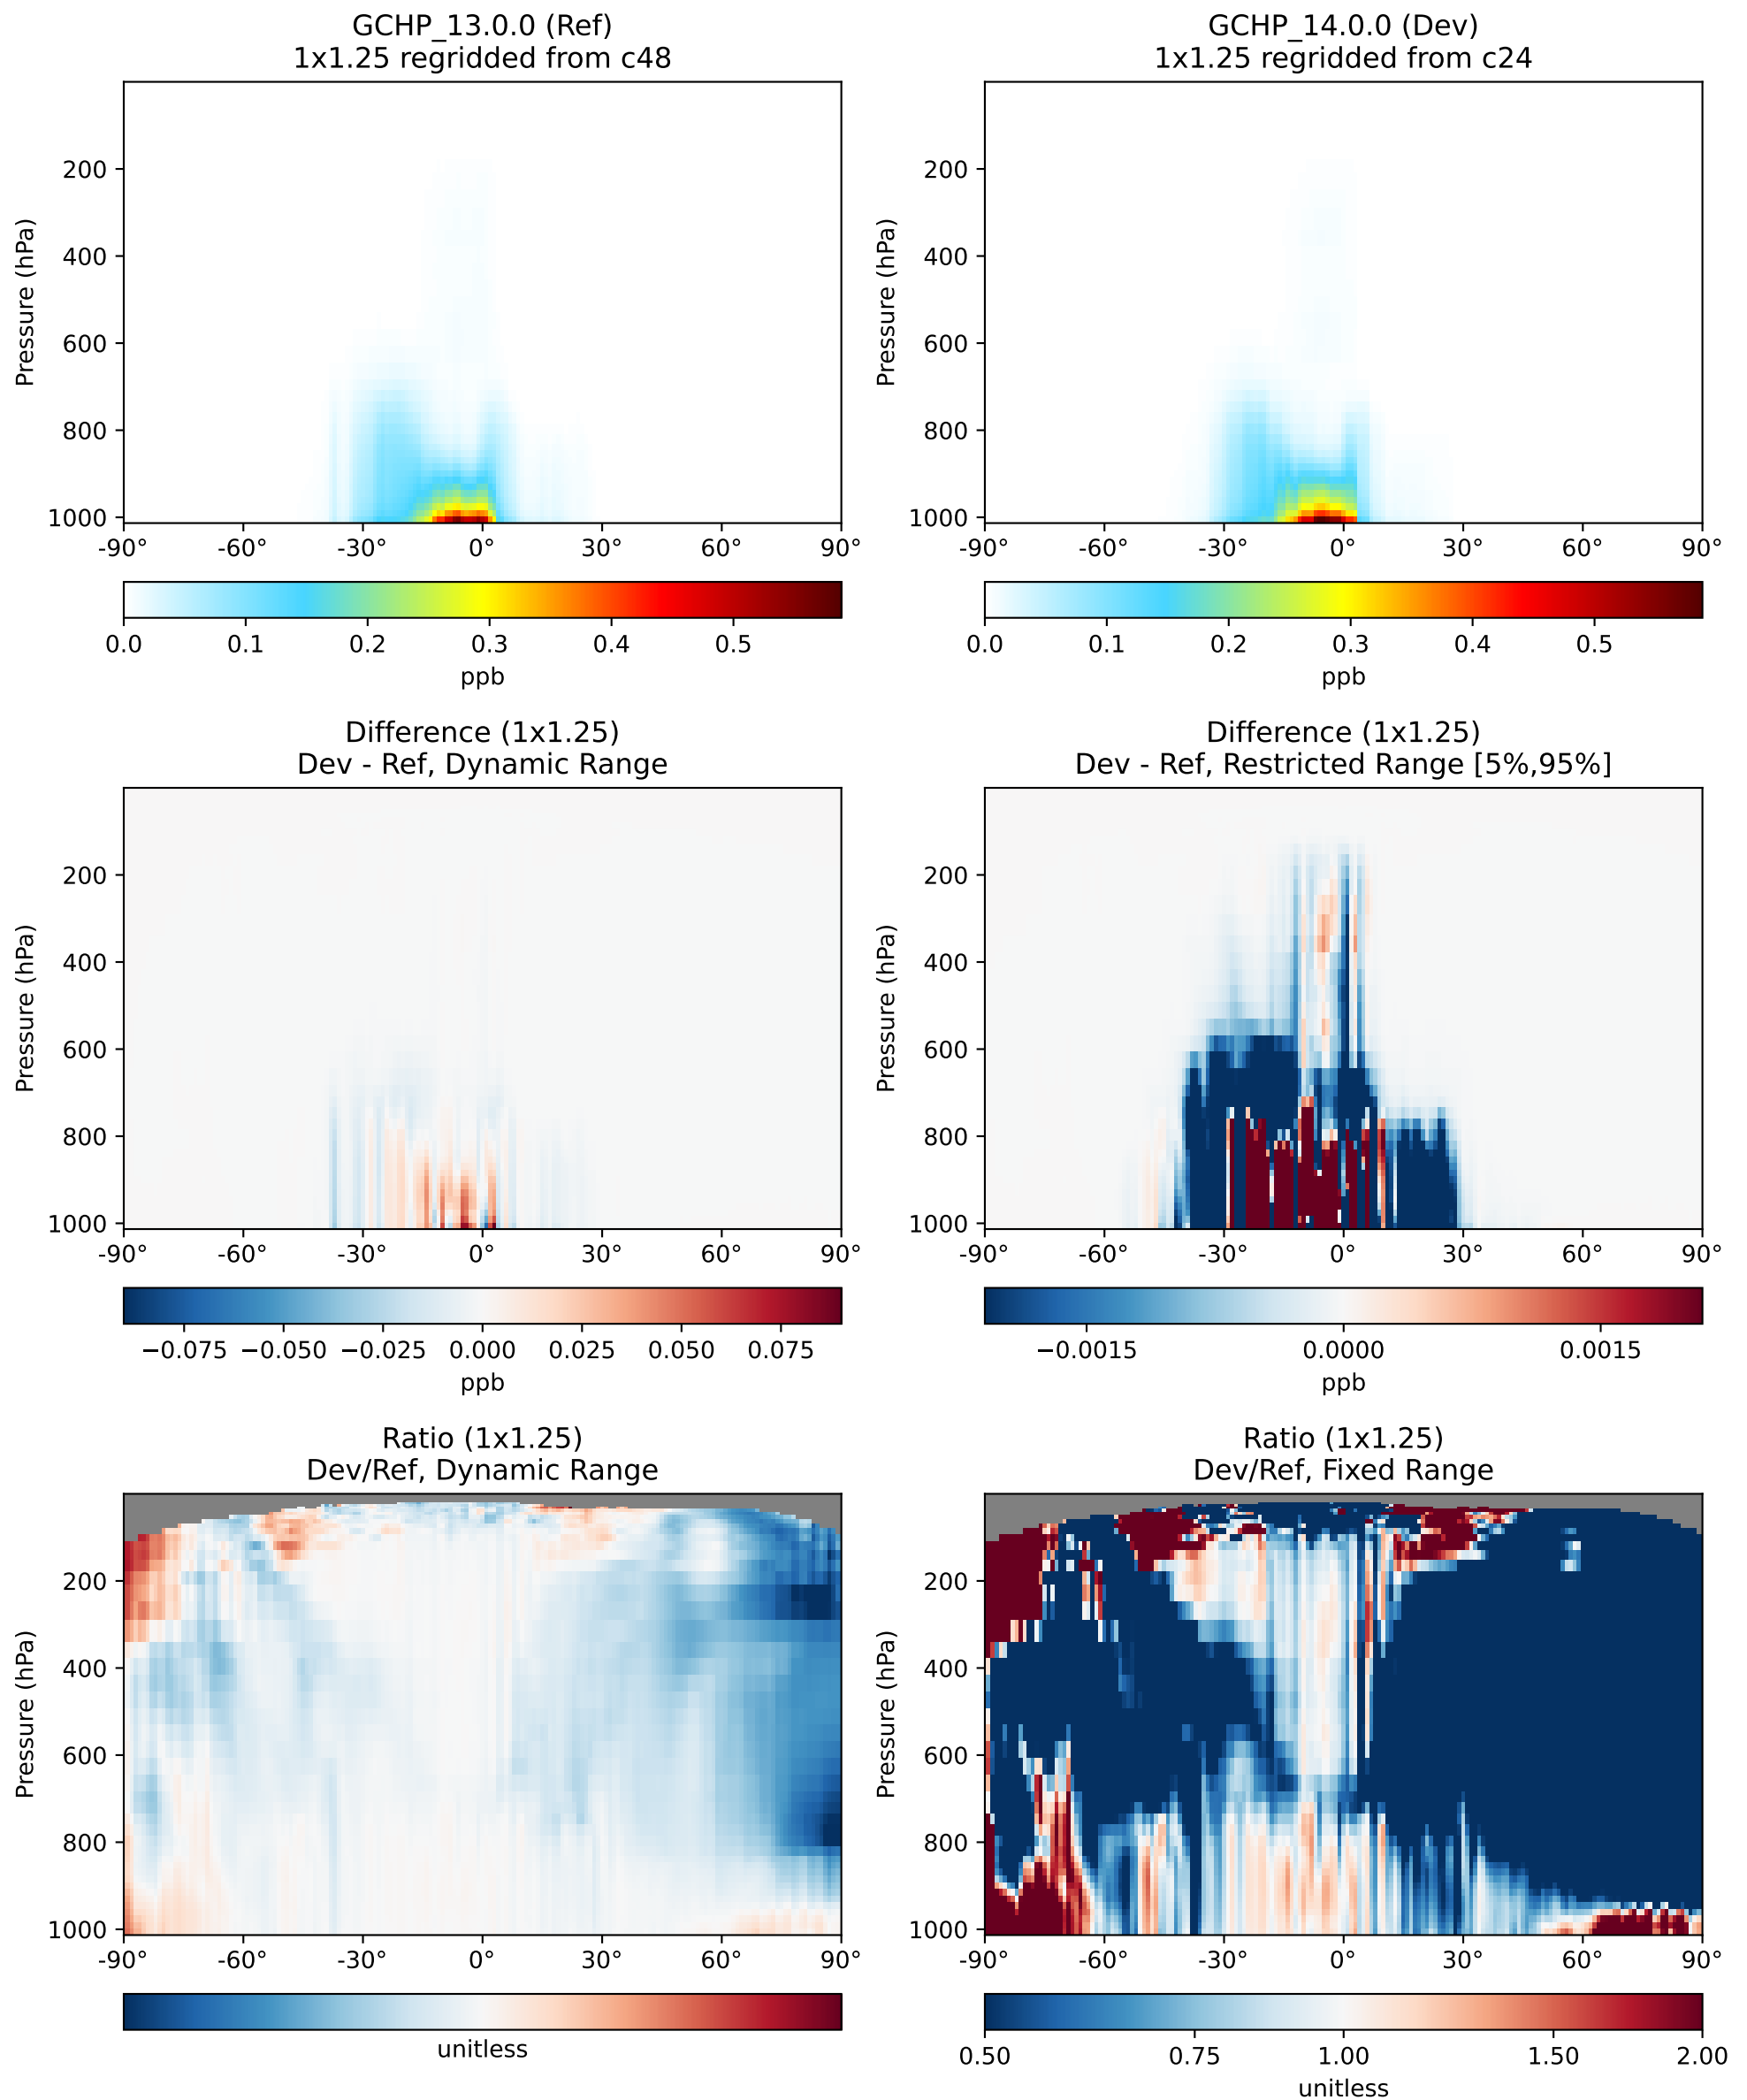 GCHP_13.0.0 (Ref)
1x1.25 regridded from c48
Pressure (hPa)
200
400
600
800
1000
-90° -60° -30° 0° 30° 60° 90°
0.0 0.1 0.2 0.3 0.4 0.5
ppb
GCHP_14.0.0 (Dev)
1x1.25 regridded from c24
Pressure (hPa)
200
400
600
800
1000
-90° -60° -30° 0° 30° 60° 90°
0.0 0.1 0.2 0.3 0.4 0.5
ppb
Difference (1x1.25)
Dev - Ref, Dynamic Range
Pressure (hPa)
200
400
600
800
1000
-90° -60° -30° 0° 30° 60° 90°
−0.075 −0.050 −0.025 0.000 0.025 0.050 0.075
ppb
Difference (1x1.25)
Dev - Ref, Restricted Range [5%,95%]
Pressure (hPa)
200
400
600
800
1000
-90° -60° -30° 0° 30° 60° 90°
−0.0015 0.0000 0.0015
ppb
Ratio (1x1.25)
Dev/Ref, Dynamic Range
Pressure (hPa)
200
400
600
800
1000
-90° -60° -30° 0° 30° 60° 90°
unitless
Ratio (1x1.25)
Dev/Ref, Fixed Range
Pressure (hPa)
200
400
600
800
1000
-90° -60° -30° 0° 30° 60° 90°
0.50 0.75 1.00 1.50 2.00
unitless